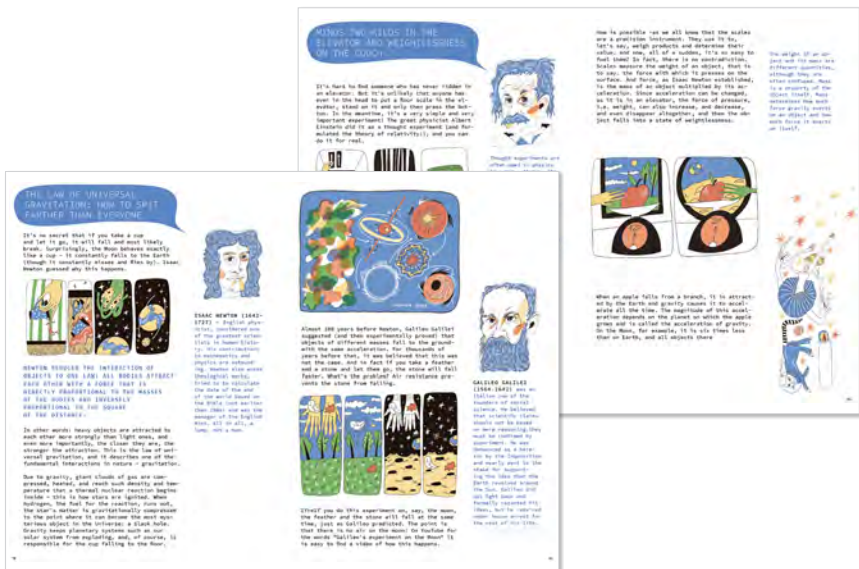 MINUS TWO KILOS IN THE
ELEVATOR AND WEIGHTLESSNESS
ON THE COUCH
It's hard to find someone who has never ridden in
an elevator. But it's unlikely that anyone has
ever in the head to put a floor scale in the el-
evator, stand on it and only then press the but-
ton. In the meantime, it's a very simple and very
important experiment! The great physicist Albert
Einstein did it as a thought experiment (and for-
mulated the theory of relativity!), and you can
do it for real.
Thought experiments are
often used in physics
How is possible -as we all know that the scales
are a precision instrument. They use it to,
let's say, weigh products and determine their
value. And now, all of a sudden, it's so easy to
fool them! In fact, there is no contradiction.
Scales measure the weight of an object, that is
to say, the force with which it presses on the
surface. And force, as Isaac Newton established,
is the mass of an object multiplied by its ac-
celeration. Since acceleration can be changed,
as it is in an elevator, the force of pressure,
i.e. weight, can also increase, and decrease,
and even disappear altogether, and then the ob-
ject falls into a state of weightlessness.
The weight of an ob-
ject and its mass are
different quantities,
although they are
often confused. Mass
is a property of the
object itself. Mass
determines how much
force gravity exerts
on an object and how
much force it exerts
on itself.
When an apple falls from a branch, it is attract-
ed by the Earth and gravity causes it to accel-
erate all the time. The magnitude of this accel-
eration depends on the planet on which the apple
grows and is called the acceleration of gravity.
On the Moon, for example, it is six times less
than on Earth, and all objects there
THE LAW OF UNIVERSAL
GRAVITATION: HOW TO SPIT
FARTHER THAN EVERYONE
It's no secret that if you take a cup
and let it go, it will fall and most likely
break. Surprisingly, the Moon behaves exactly
like a cup – it constantly falls to the Earth
(though it constantly misses and flies by). Isaac
Newton guessed why this happens.
NEWTON REDUCED THE INTERACTION OF
OBJECTS TO ONE LAW: ALL BODIES ATTRACT
EACH OTHER WITH A FORCE THAT IS
DIRECTLY PROPORTIONAL TO THE MASSES
OF THE BODIES AND INVERSELY
PROPORTIONAL TO THE SQUARE
OF THE DISTANCE.
In other words: heavy objects are attracted to
each other more strongly than light ones, and
even more importantly, the closer they are, the
stronger the attraction. This is the law of uni-
versal gravitation, and it describes one of the
fundamental interactions in nature – gravitation.
Due to gravity, giant clouds of gas are com-
pressed, heated, and reach such density and tem-
perature that a thermal nuclear reaction begins
inside – this is how stars are ignited. When
hydrogen, the fuel for the reaction, runs out,
the star's matter is gravitationally compressed
to the point where it can become the most mys-
terious object in the universe: a black hole.
Gravity keeps planetary systems such as our
solar system from exploding, and, of course, is
responsible for the cup falling to the floor.
ISAAC NEWTON (1642–
1727) – English phys-
icist, considered one
of the greatest scien-
tists in human histo-
ry. His contributions
to mathematics and
physics are astound-
ing. Newton also wrote
theological works,
tried to calculate
the date of the end
of the world based on
the Bible (not earlier
than 2060) and was the
manager of the English
Mint. All in all, a
Almost 100 years before Newton, Galileo Galilei
suggested (and then experimentally proved) that
objects of different masses fall to the ground
with the same acceleration. For thousands of
years before that, it was believed that this was
not the case. And in fact if you take a feather
and a stone and let them go, the stone will fall
faster. What's the problem? Air resistance pre-
vents the stone from falling.
GALILEO GALILEI
(1564-1642) was an
Italian one of the
founders of
science. He believed
that scientific claims
should not be based
on mere reasoning, they
must be confirmed by
experiment. He was
denounced as a here-
tic by the Inquisition
and nearly sent to the
stake for support-
ing the idea that the
Earth revolved around
the Sun. Galileo did
not
formally recanted his
ideas, but he remained
under house arrest for
the rest of his life.
If you do this experiment on, say, the moon,
the feather and the stone will fall at the same
time, just as Galileo predicted. The point is
that there is no air on the moon! On YouTube for
the words "Galileo's experiment on the Moon" it
is easy to find a video of how this happens.